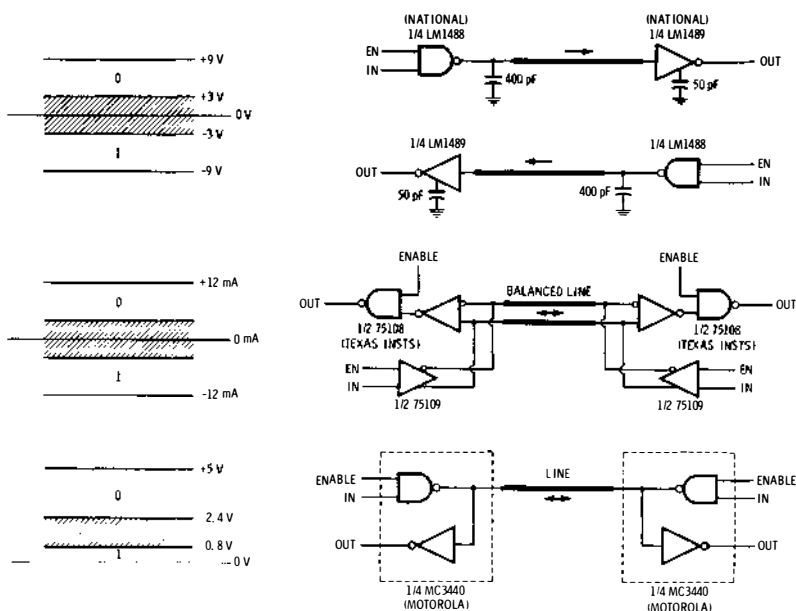 +9 V
0
+3 V
0 V
-3 V
1
-9 V
(NATIONAL)
1/4 LM1488
EN
IN
400 pF
(NATIONAL)
1/4 LM1489
OUT
50 pF
1/4 LM1489
OUT
50 pF
1/4 LM1488
EN
IN
400 pF
+12 mA
0
0 mA
1
-12 mA
ENABLE
OUT
1/2 75108
(TEXAS INSTS)
BALANCED LINE
ENABLE
OUT
1/2 75108
(TEXAS INSTS)
EN
IN
1/2 75109
EN
IN
1/2 75109
+5 V
0
2.4 V
0.8 V
1
0 V
ENABLE
IN
OUT
1/4 MC3440
(MOTOROLA)
LINE
ENABLE
IN
OUT
1/4 MC3440
(MOTOROLA)